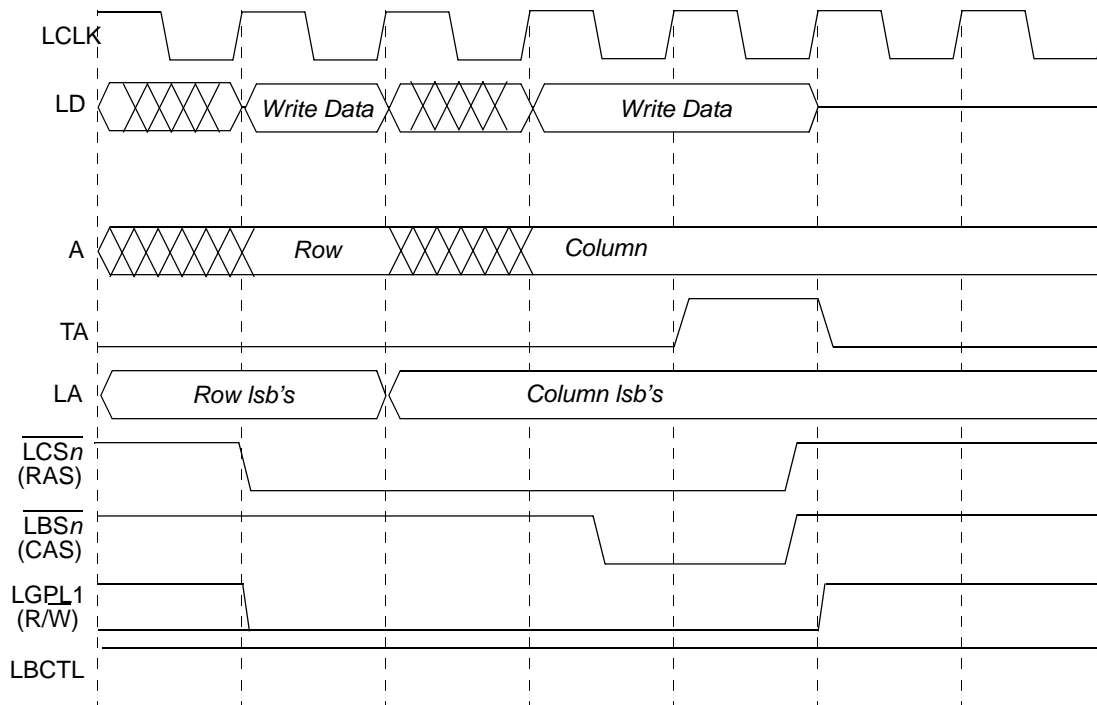 LCLK
LD
Write Data
Write Data
A
Row
Column
TA
LA
Row lsb's
Column lsb's
LCSn
(RAS)
LBSn
(CAS)
LGPL1
(R/W)
LBCTL